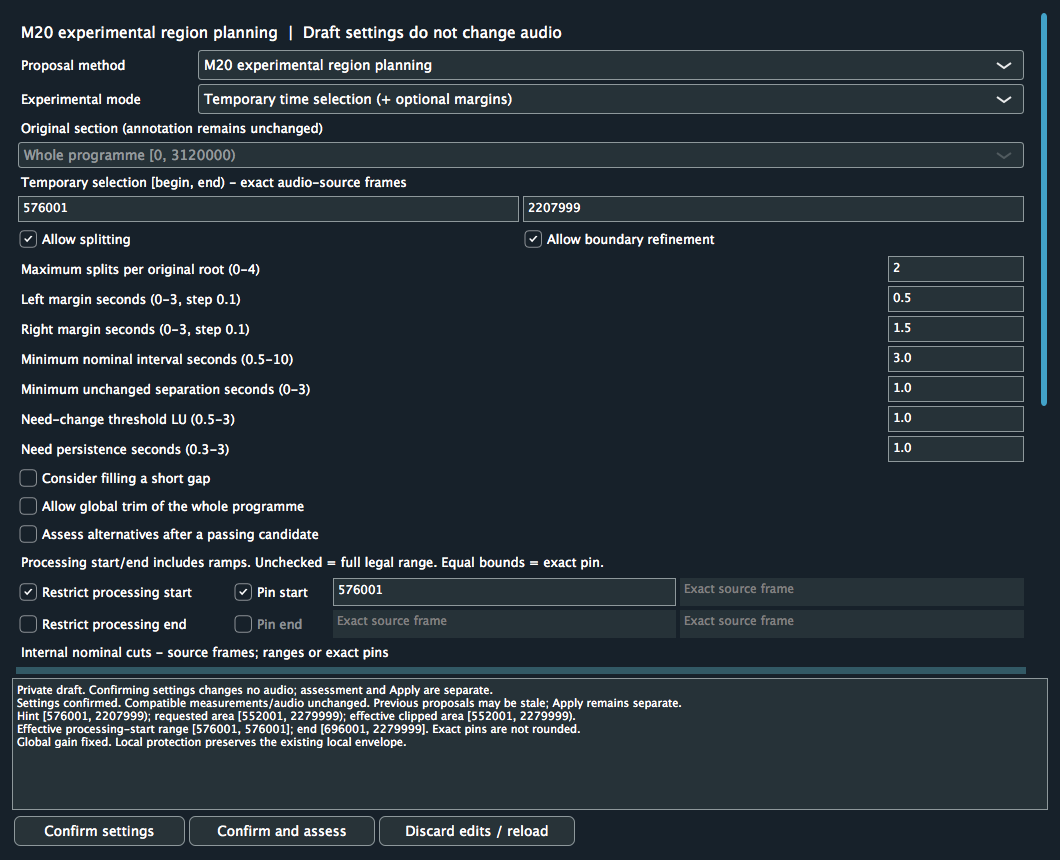 M20 experimental region planning | Draft settings do not change audio
Proposal method M20 experimental region planning
Experimental mode Temporary time selection (+ optional margins)
Original section (annotation remains unchanged)
Whole programme [0, 3120000)
Temporary selection [begin, end) – exact audio-source frames
576001 2207999
Allow splitting Allow boundary refinement
Maximum splits per original root (0–4) 2
Left margin seconds (0–3, step 0.1) 0.5
Right margin seconds (0–3, step 0.1) 1.5
Minimum nominal interval seconds (0.5–10) 3.0
Minimum unchanged separation seconds (0–3) 1.0
Need-change threshold LU (0.5–3) 1.0
Need persistence seconds (0.3–3) 1.0
Consider filling a short gap
Allow global trim of the whole programme
Assess alternatives after a passing candidate
Processing start/end includes ramps. Unchecked = full legal range. Equal bounds = exact pin.
Restrict processing start Pin start 576001 Exact source frame
Restrict processing end Pin end Exact source frame Exact source frame
Internal nominal cuts – source frames; ranges or exact pins
Private draft. Confirming settings changes no audio; assessment and Apply are separate.
Settings confirmed. Compatible measurements/audio unchanged. Previous proposals may be stale; Apply remains separate.
Hint [576001, 2207999); requested area [552001, 2279999); effective clipped area [552001, 2279999).
Effective processing-start range [576001, 576001]; end [696001, 2279999]. Exact pins are not rounded.
Global gain fixed. Local protection preserves the existing local envelope.
Confirm settings Confirm and assess Discard edits / reload